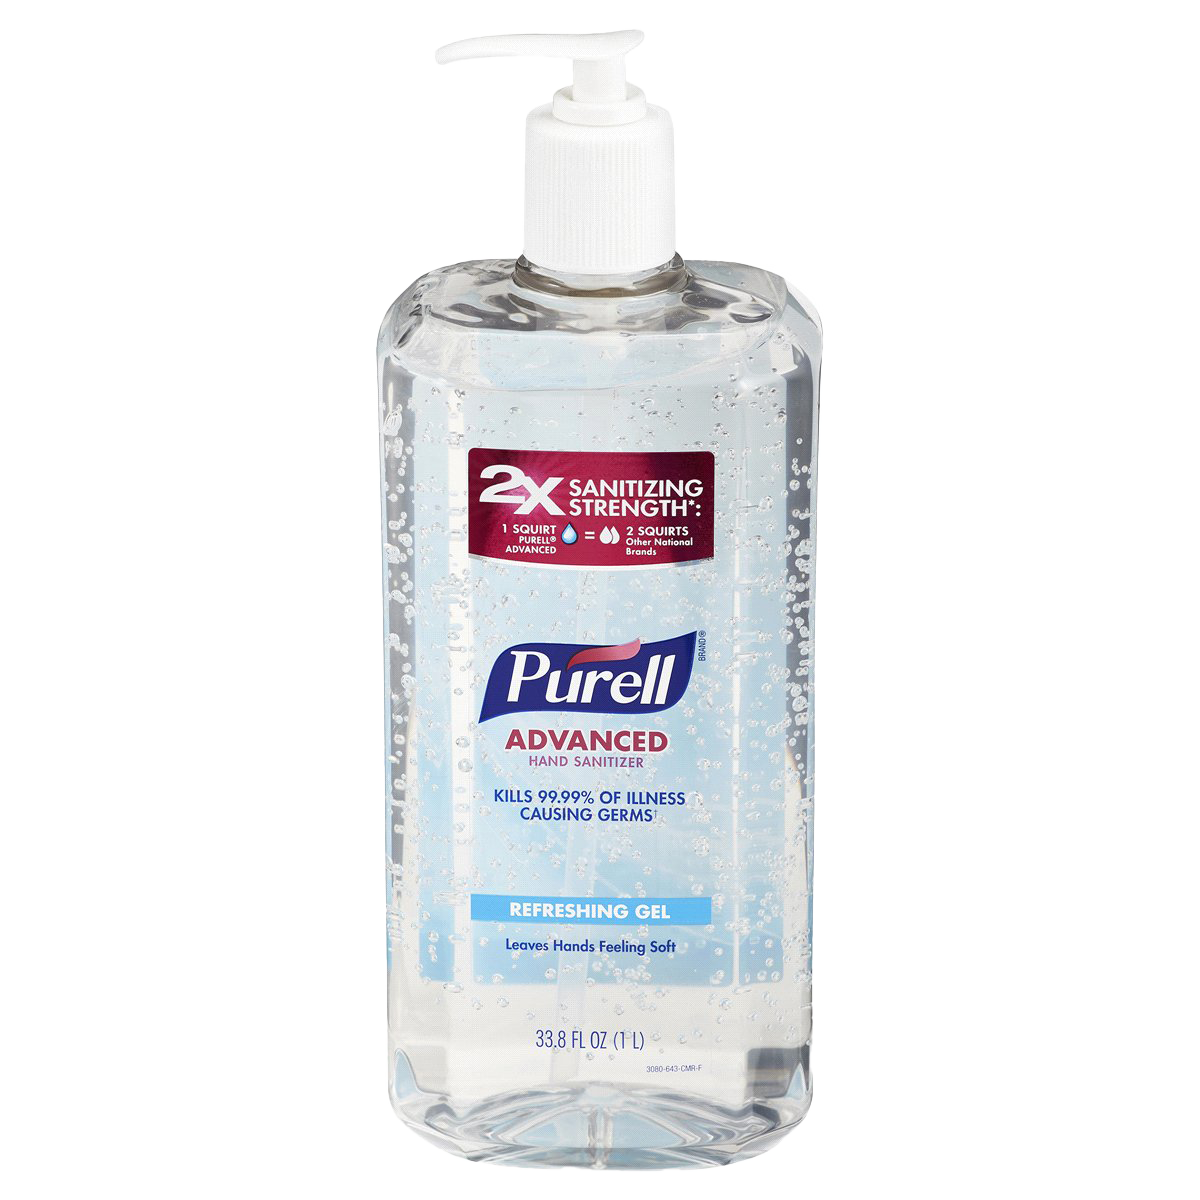 2X SANITIZING
STRENGTH*:
1 SQUIRT
PURELL®
ADVANCED
=
2 SQUIRTS
Other National
Brands
Purell
BRAND®
ADVANCED
HAND SANITIZER
KILLS 99.99% OF ILLNESS
CAUSING GERMS†
REFRESHING GEL
Leaves Hands Feeling Soft
33.8 FL OZ (1 L)
3080-643-CMR-F